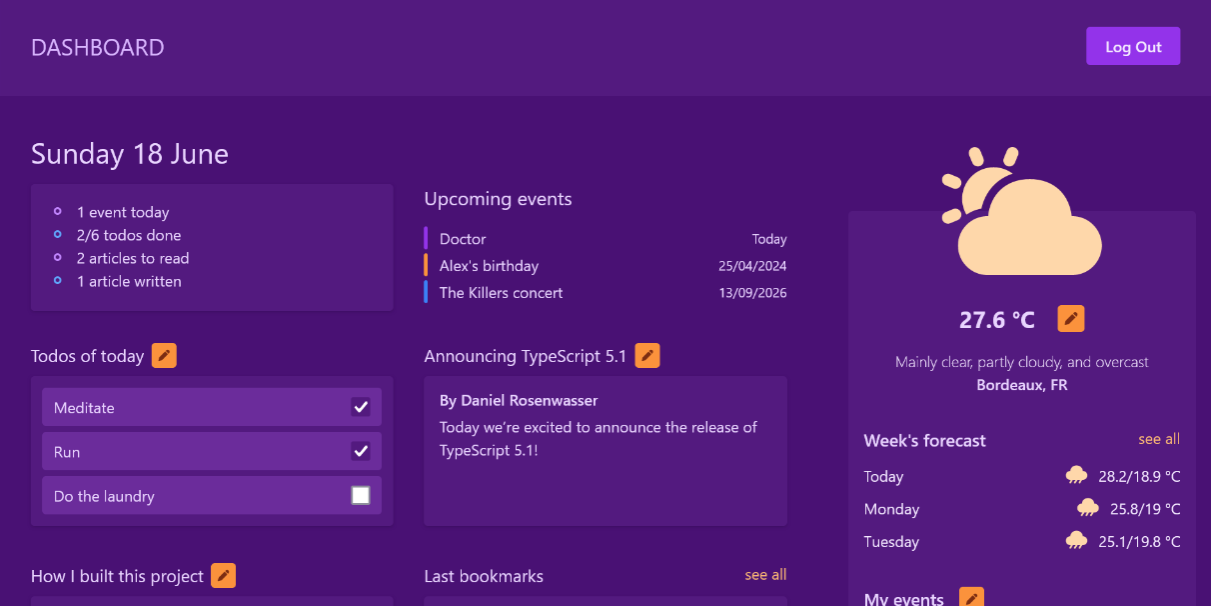 DASHBOARD
Log Out
Sunday 18 June
1 event today
2/6 todos done
2 articles to read
1 article written
Upcoming events
Doctor Today
Alex's birthday 25/04/2024
The Killers concert 13/09/2026
Todos of today
Meditate
Run
Do the laundry
Announcing TypeScript 5.1
By Daniel Rosenwasser
Today we're excited to announce the release of
TypeScript 5.1!
How I built this project
Last bookmarks see all
27.6 °C
Mainly clear, partly cloudy, and overcast
Bordeaux, FR
Week's forecast see all
Today 28.2/18.9 °C
Monday 25.8/19 °C
Tuesday 25.1/19.8 °C
My events